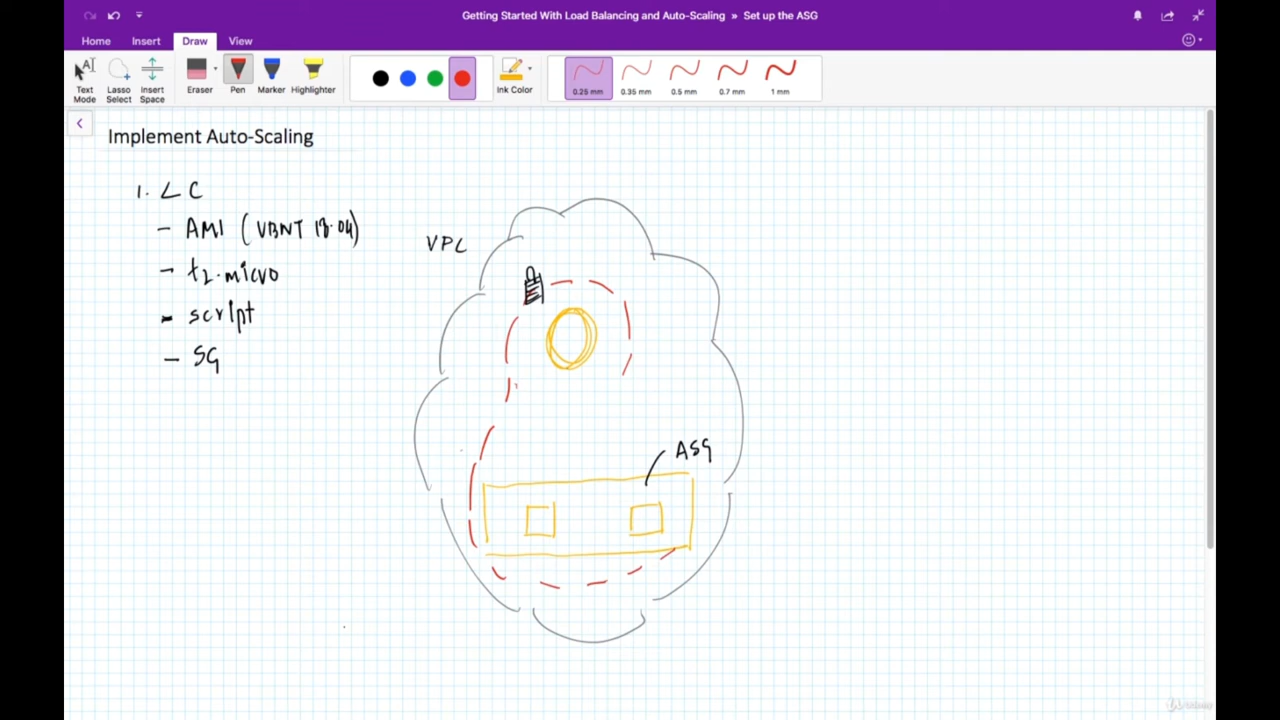 Getting Started With Load Balancing and Auto-Scaling » Set up the ASG
Home Insert Draw View
Text Mode
Lasso Select
Insert Space
Eraser
Pen
Marker
Highlighter
Ink Color
0.25 mm
0.35 mm
0.5 mm
0.7 mm
1 mm
Implement Auto-Scaling
1. LC
- AMI (UBNT 18.04)
- t2.micro
- script
- SG
VPC
ASG
Udemy